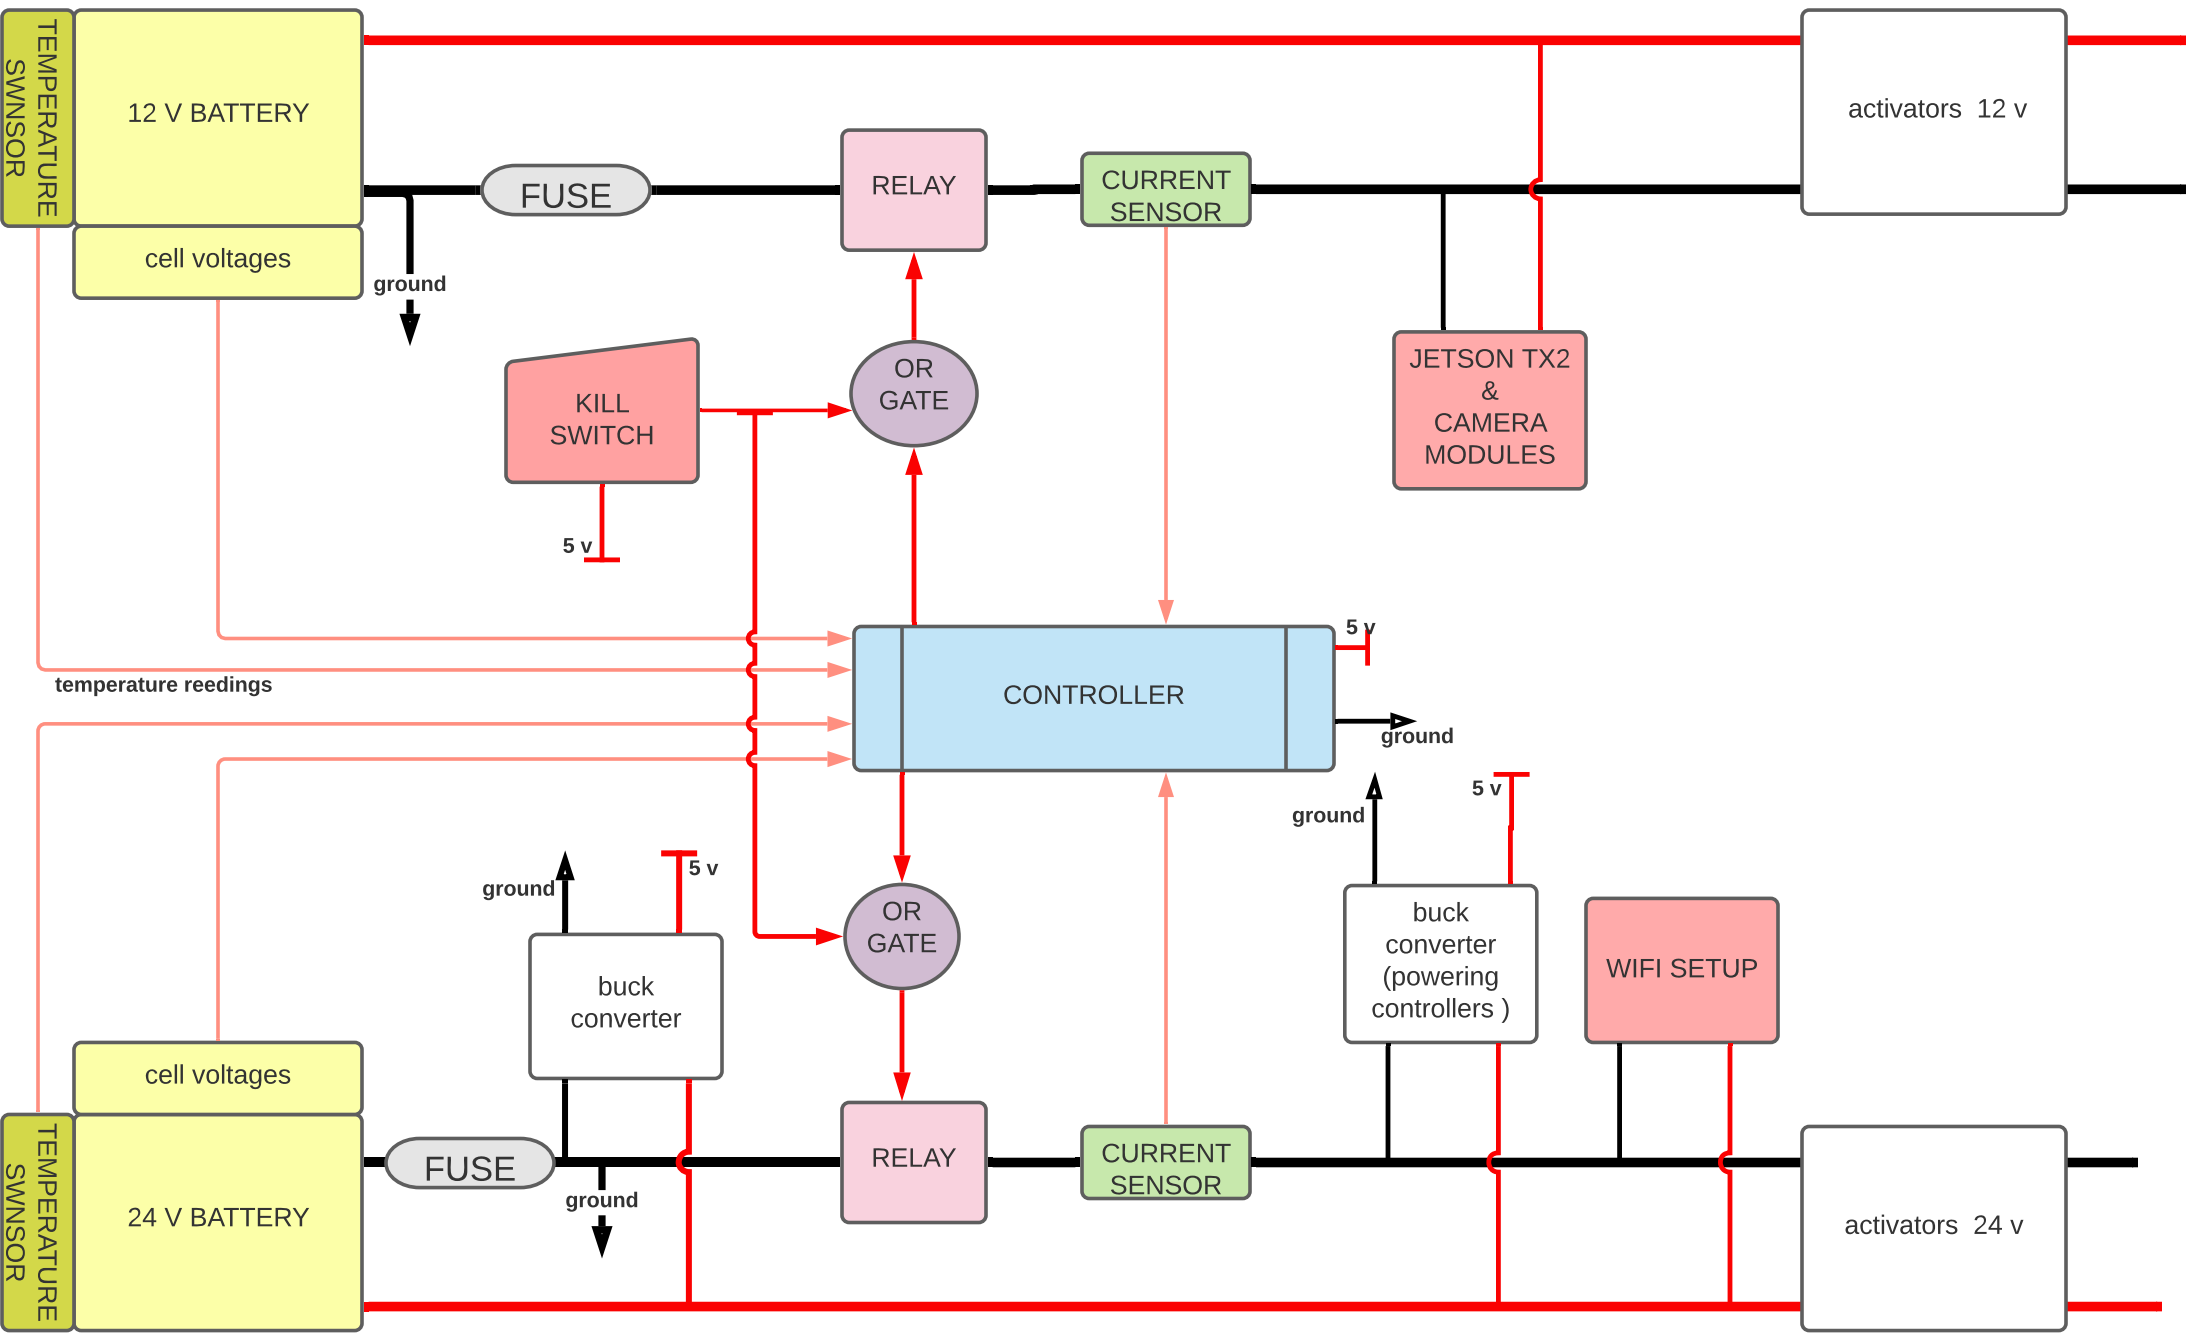 TEMPERATURE
SWNSOR
12 V BATTERY
cell voltages
ground
FUSE
RELAY
CURRENT
SENSOR
activators  12 v
KILL
SWITCH
5 v
OR
GATE
JETSON TX2
&
CAMERA
MODULES
temperature reedings
CONTROLLER
5 v
ground
ground
5 v
buck
converter
OR
GATE
ground
5 v
buck
converter
(powering
controllers )
WIFI SETUP
cell voltages
TEMPERATURE
SWNSOR
24 V BATTERY
FUSE
ground
RELAY
CURRENT
SENSOR
activators  24 v